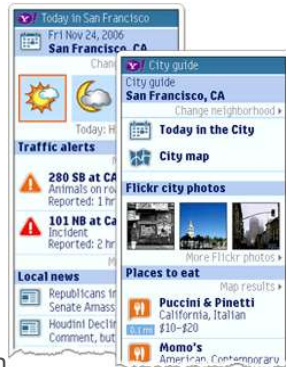 Today in San Francisco
Fri Nov 24, 2006
San Francisco, CA
Chan
Today: H
Traffic alerts
280 SB at CA
Animals on ro
Reported: 1 hr
101 NB at Ca
Incident
Reported: 2 hr
Local news
Republicans in
Senate Amass
Houdini Declin
Comment, but
Y! City guide
City guide
San Francisco, CA
Change neighborhood
Today in the City
City map
Flickr city photos
More Flickr photos
Places to eat
Map results
Puccini & Pinetti
California, Italian
0.1 mi $10-$20
Momo's
American, Contemporary